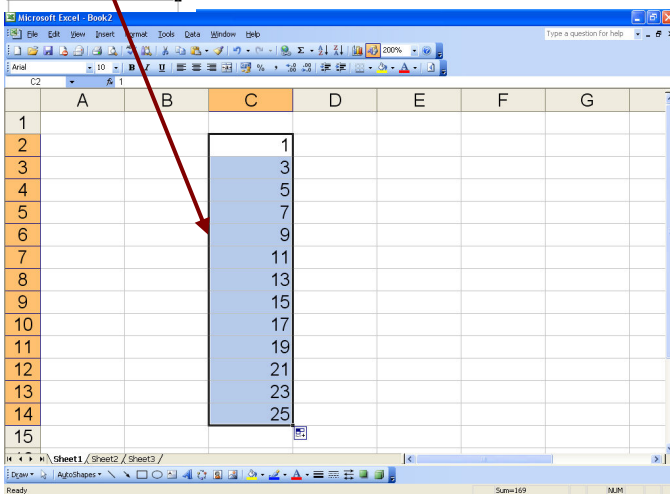 Microsoft Excel - Book2
File Edit View Insert Format Tools Data Window Help Type a question for help
200%
Arial 10 B I U % ,
C2 fx 1
A B C D E F G
1
2 1
3 3
4 5
5 7
6 9
7 11
8 13
9 15
10 17
11 19
12 21
13 23
14 25
15
Sheet1 / Sheet2 / Sheet3 /
Draw AutoShapes
Ready Sum=169 NUM